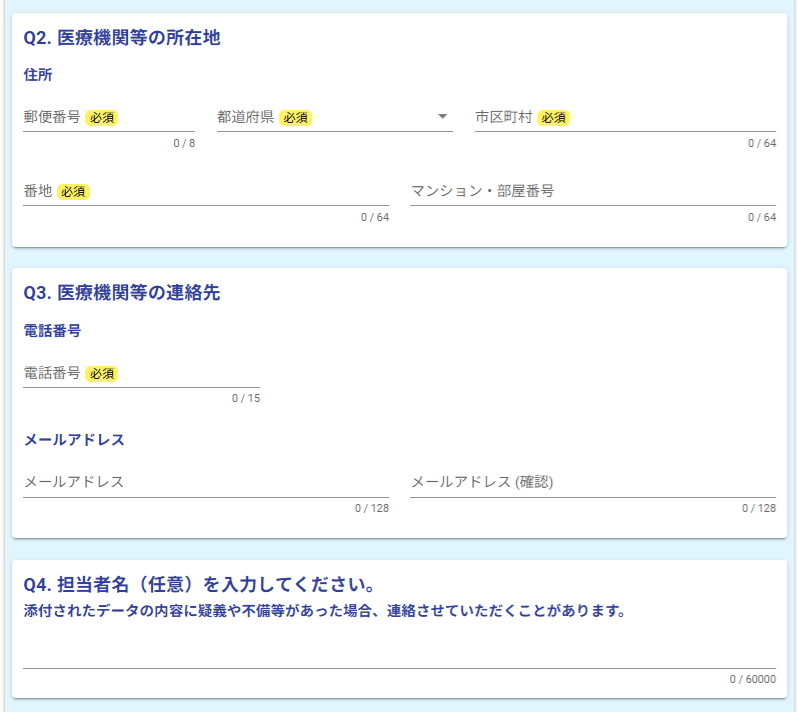 Q2. 医療機関等の所在地
住所
郵便番号 必須 都道府県 必須 市区町村 必須
0 / 8 0 / 64
番地 必須 マンション・部屋番号
0 / 64 0 / 64
Q3. 医療機関等の連絡先
電話番号
電話番号 必須
0 / 15
メールアドレス
メールアドレス メールアドレス (確認)
0 / 128 0 / 128
Q4. 担当者名（任意）を入力してください。
添付されたデータの内容に疑義や不備等があった場合、連絡させていただくことがあります。
0 / 60000